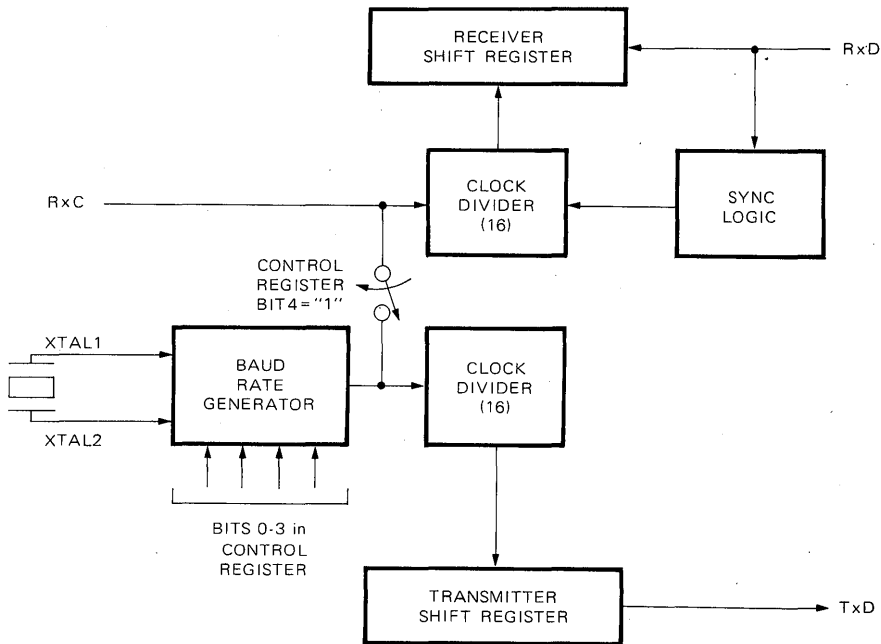 RECEIVER
SHIFT REGISTER
RxD
RxC
CLOCK
DIVIDER
(16)
SYNC
LOGIC
CONTROL
REGISTER
BIT4="1"
XTAL1
BAUD
RATE
GENERATOR
CLOCK
DIVIDER
(16)
XTAL2
BITS 0-3 in
CONTROL
REGISTER
TRANSMITTER
SHIFT REGISTER
TxD